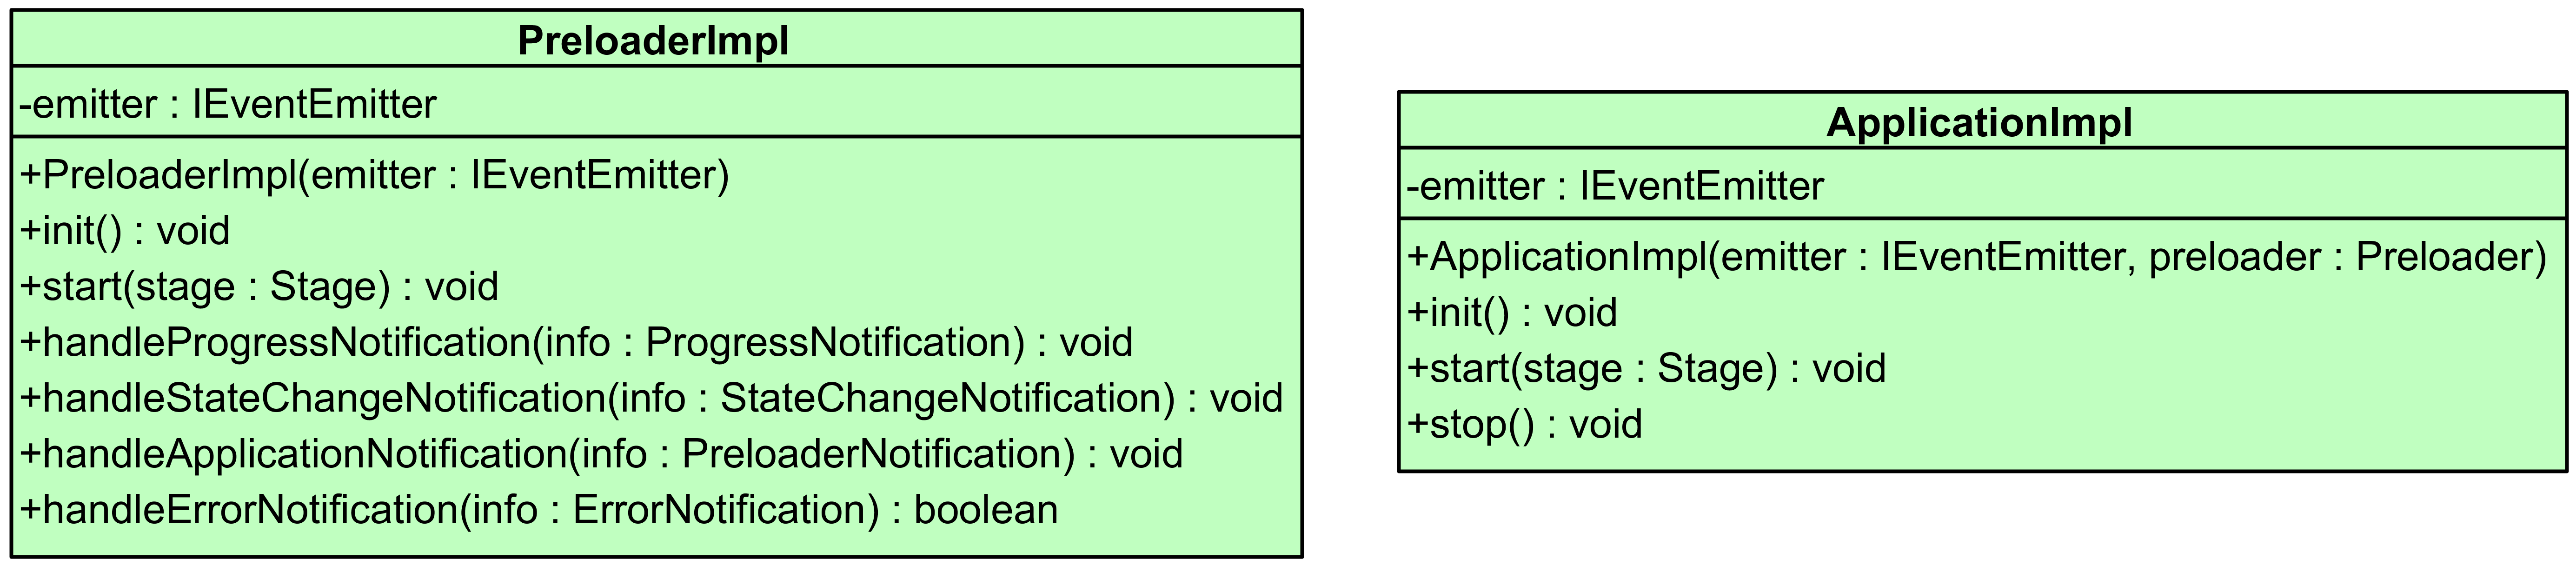 PreloaderImpl
-emitter : IEventEmitter
+PreloaderImpl(emitter : IEventEmitter)
+init() : void
+start(stage : Stage) : void
+handleProgressNotification(info : ProgressNotification) : void
+handleStateChangeNotification(info : StateChangeNotification) : void
+handleApplicationNotification(info : PreloaderNotification) : void
+handleErrorNotification(info : ErrorNotification) : boolean
ApplicationImpl
-emitter : IEventEmitter
+ApplicationImpl(emitter : IEventEmitter, preloader : Preloader)
+init() : void
+start(stage : Stage) : void
+stop() : void